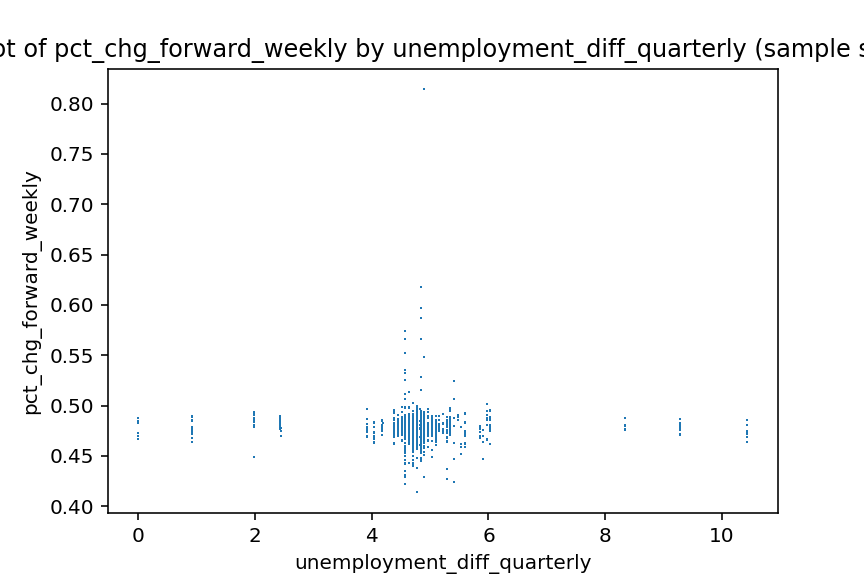 of pct_chg_forward_weekly by unemployment_diff_quarterly (sample
0.80
0.75
0.70
0.65
0.60
0.55
0.50
0.45
0.40
pct_chg_forward_weekly
0 2 4 6 8 10
unemployment_diff_quarterly